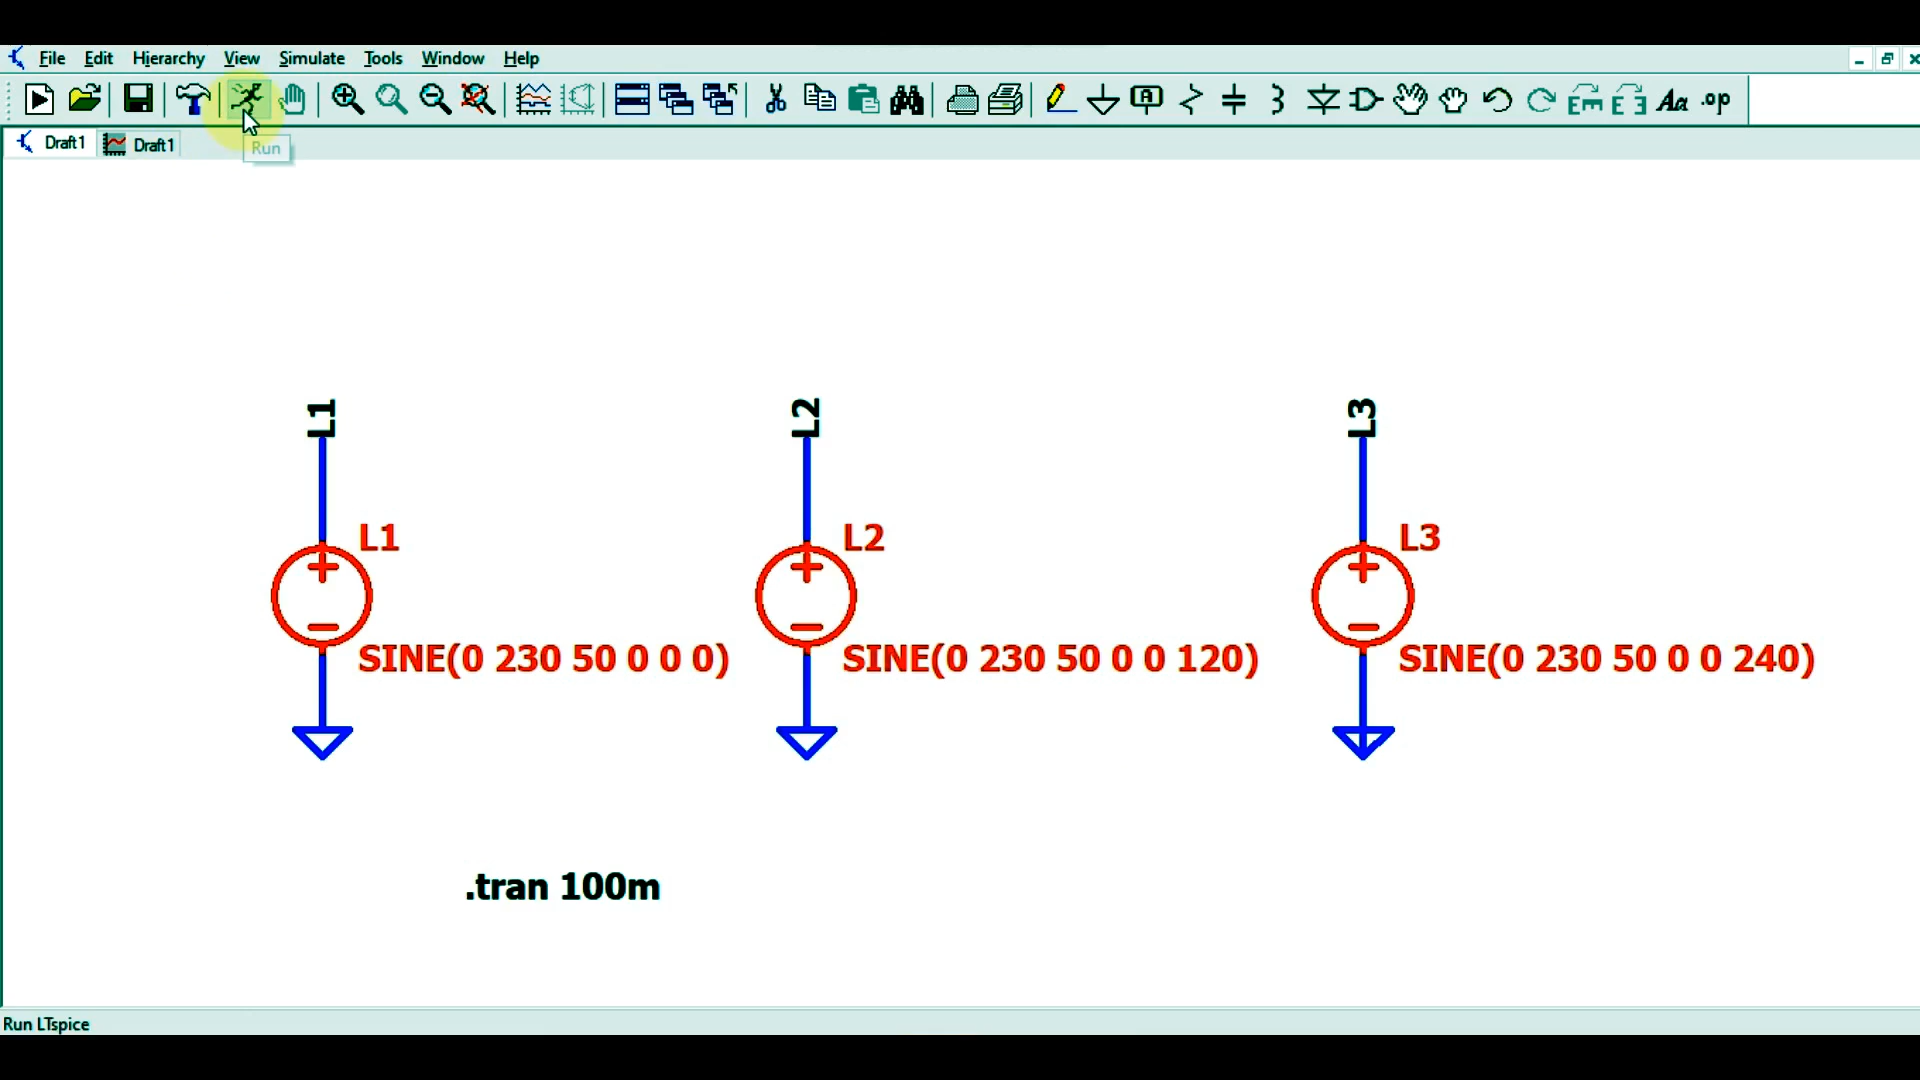 File Edit Hierarchy View Simulate Tools Window Help
A Aa .op
Draft1 Draft1
Run
L1 L2 L3
L1 L2 L3
SINE(0 230 50 0 0 0) SINE(0 230 50 0 0 120) SINE(0 230 50 0 0 240)
.tran 100m
Run LTspice